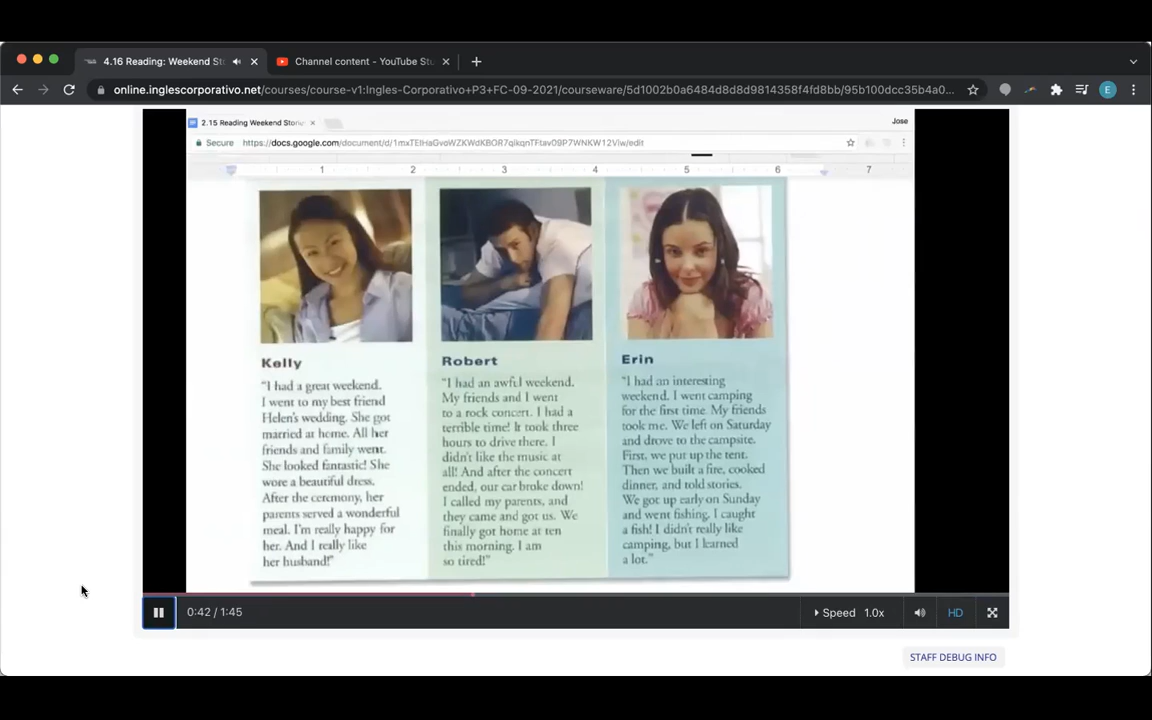 4.16 Reading: Weekend St
Channel content - YouTube Stu
online.inglescorporativo.net/courses/course-v1:Ingles-Corporativo+P3+FC-09-2021/courseware/5d1002b0a6484d8d8d9814358f4fd8bb/95b100dcc35b4a0...
E
2.15 Reading Weekend Stori
Jose
Secure
1 2 3 4 5 6 7
Kelly
"I had a great weekend.
I went to my best friend
Helen's wedding. She got
married at home. All her
friends and family went.
She looked fantastic! She
wore a beautiful dress.
After the ceremony, her
parents served a wonderful
meal. I'm really happy for
her. And I really like
her husband!"
Robert
"I had an awful weekend.
My friends and I went
to a rock concert. I had a
terrible time! It took three
hours to drive there. I
didn't like the music at
all! And after the concert
ended, our car broke down!
I called my parents, and
they came and got us. We
finally got home at ten
this morning. I am
so tired!"
Erin
"I had an interesting
weekend. I went camping
for the first time. My friends
took me. We left on Saturday
and drove to the campsite.
First, we put up the tent.
Then we built a fire, cooked
dinner, and told stories.
We got up early on Sunday
and went fishing. I caught
a fish! I didn't really like
camping, but I learned
a lot."
0:42 / 1:45
Speed 1.0x
HD
STAFF DEBUG INFO